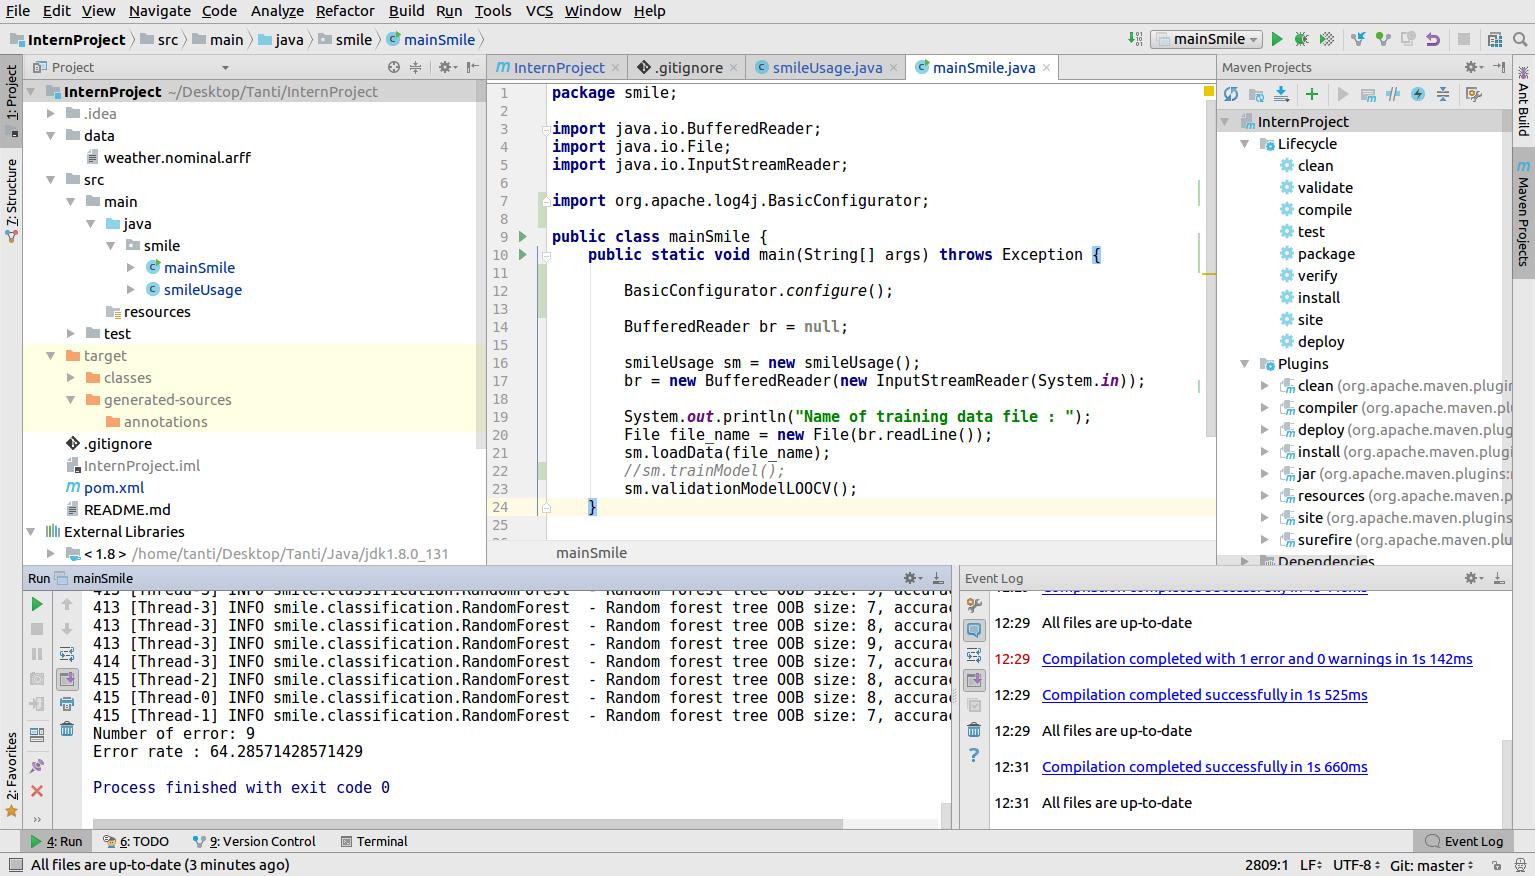 File Edit View Navigate Code Analyze Refactor Build Run Tools VCS Window Help
InternProject src main java smile mainSmile
mainSmile
1: Project
7: Structure
2: Favorites
Project
InternProject ~/Desktop/Tanti/InternProject
.idea
data
weather.nominal.arff
src
main
java
smile
mainSmile
smileUsage
resources
test
target
classes
generated-sources
annotations
.gitignore
InternProject.iml
pom.xml
README.md
External Libraries
< 1.8 > /home/tanti/Desktop/Tanti/Java/jdk1.8.0_131
InternProject .gitignore smileUsage.java mainSmile.java
1 package smile;
2
3 import java.io.BufferedReader;
4 import java.io.File;
5 import java.io.InputStreamReader;
6
7 import org.apache.log4j.BasicConfigurator;
8
9 public class mainSmile {
10 public static void main(String[] args) throws Exception {
11
12 BasicConfigurator.configure();
13
14 BufferedReader br = null;
15
16 smileUsage sm = new smileUsage();
17 br = new BufferedReader(new InputStreamReader(System.in));
18
19 System.out.println("Name of training data file : ");
20 File file_name = new File(br.readLine());
21 sm.loadData(file_name);
22 //sm.trainModel();
23 sm.validationModelLOOCV();
24 }
25
mainSmile
Maven Projects
InternProject
Lifecycle
clean
validate
compile
test
package
verify
install
site
deploy
Plugins
clean (org.apache.maven.plugin
compiler (org.apache.maven.pl
deploy (org.apache.maven.plug
install (org.apache.maven.plug
jar (org.apache.maven.plugins:
resources (org.apache.maven.p
site (org.apache.maven.plugins
surefire (org.apache.maven.plu
Dependencies
Ant Build
Maven Projects
Run mainSmile
413 [Thread-3] INFO smile.classification.RandomForest - Random forest tree OOB size: 7, accura
413 [Thread-3] INFO smile.classification.RandomForest - Random forest tree OOB size: 8, accura
413 [Thread-3] INFO smile.classification.RandomForest - Random forest tree OOB size: 9, accura
414 [Thread-3] INFO smile.classification.RandomForest - Random forest tree OOB size: 7, accura
415 [Thread-2] INFO smile.classification.RandomForest - Random forest tree OOB size: 8, accura
415 [Thread-0] INFO smile.classification.RandomForest - Random forest tree OOB size: 8, accura
415 [Thread-1] INFO smile.classification.RandomForest - Random forest tree OOB size: 7, accura
Number of error: 9
Error rate : 64.28571428571429
Process finished with exit code 0
Event Log
12:29 All files are up-to-date
12:29 Compilation completed with 1 error and 0 warnings in 1s 142ms
12:29 Compilation completed successfully in 1s 525ms
12:29 All files are up-to-date
12:31 Compilation completed successfully in 1s 660ms
12:31 All files are up-to-date
4: Run 6: TODO 9: Version Control Terminal Event Log
All files are up-to-date (3 minutes ago) 2809:1 LF UTF-8 Git: master